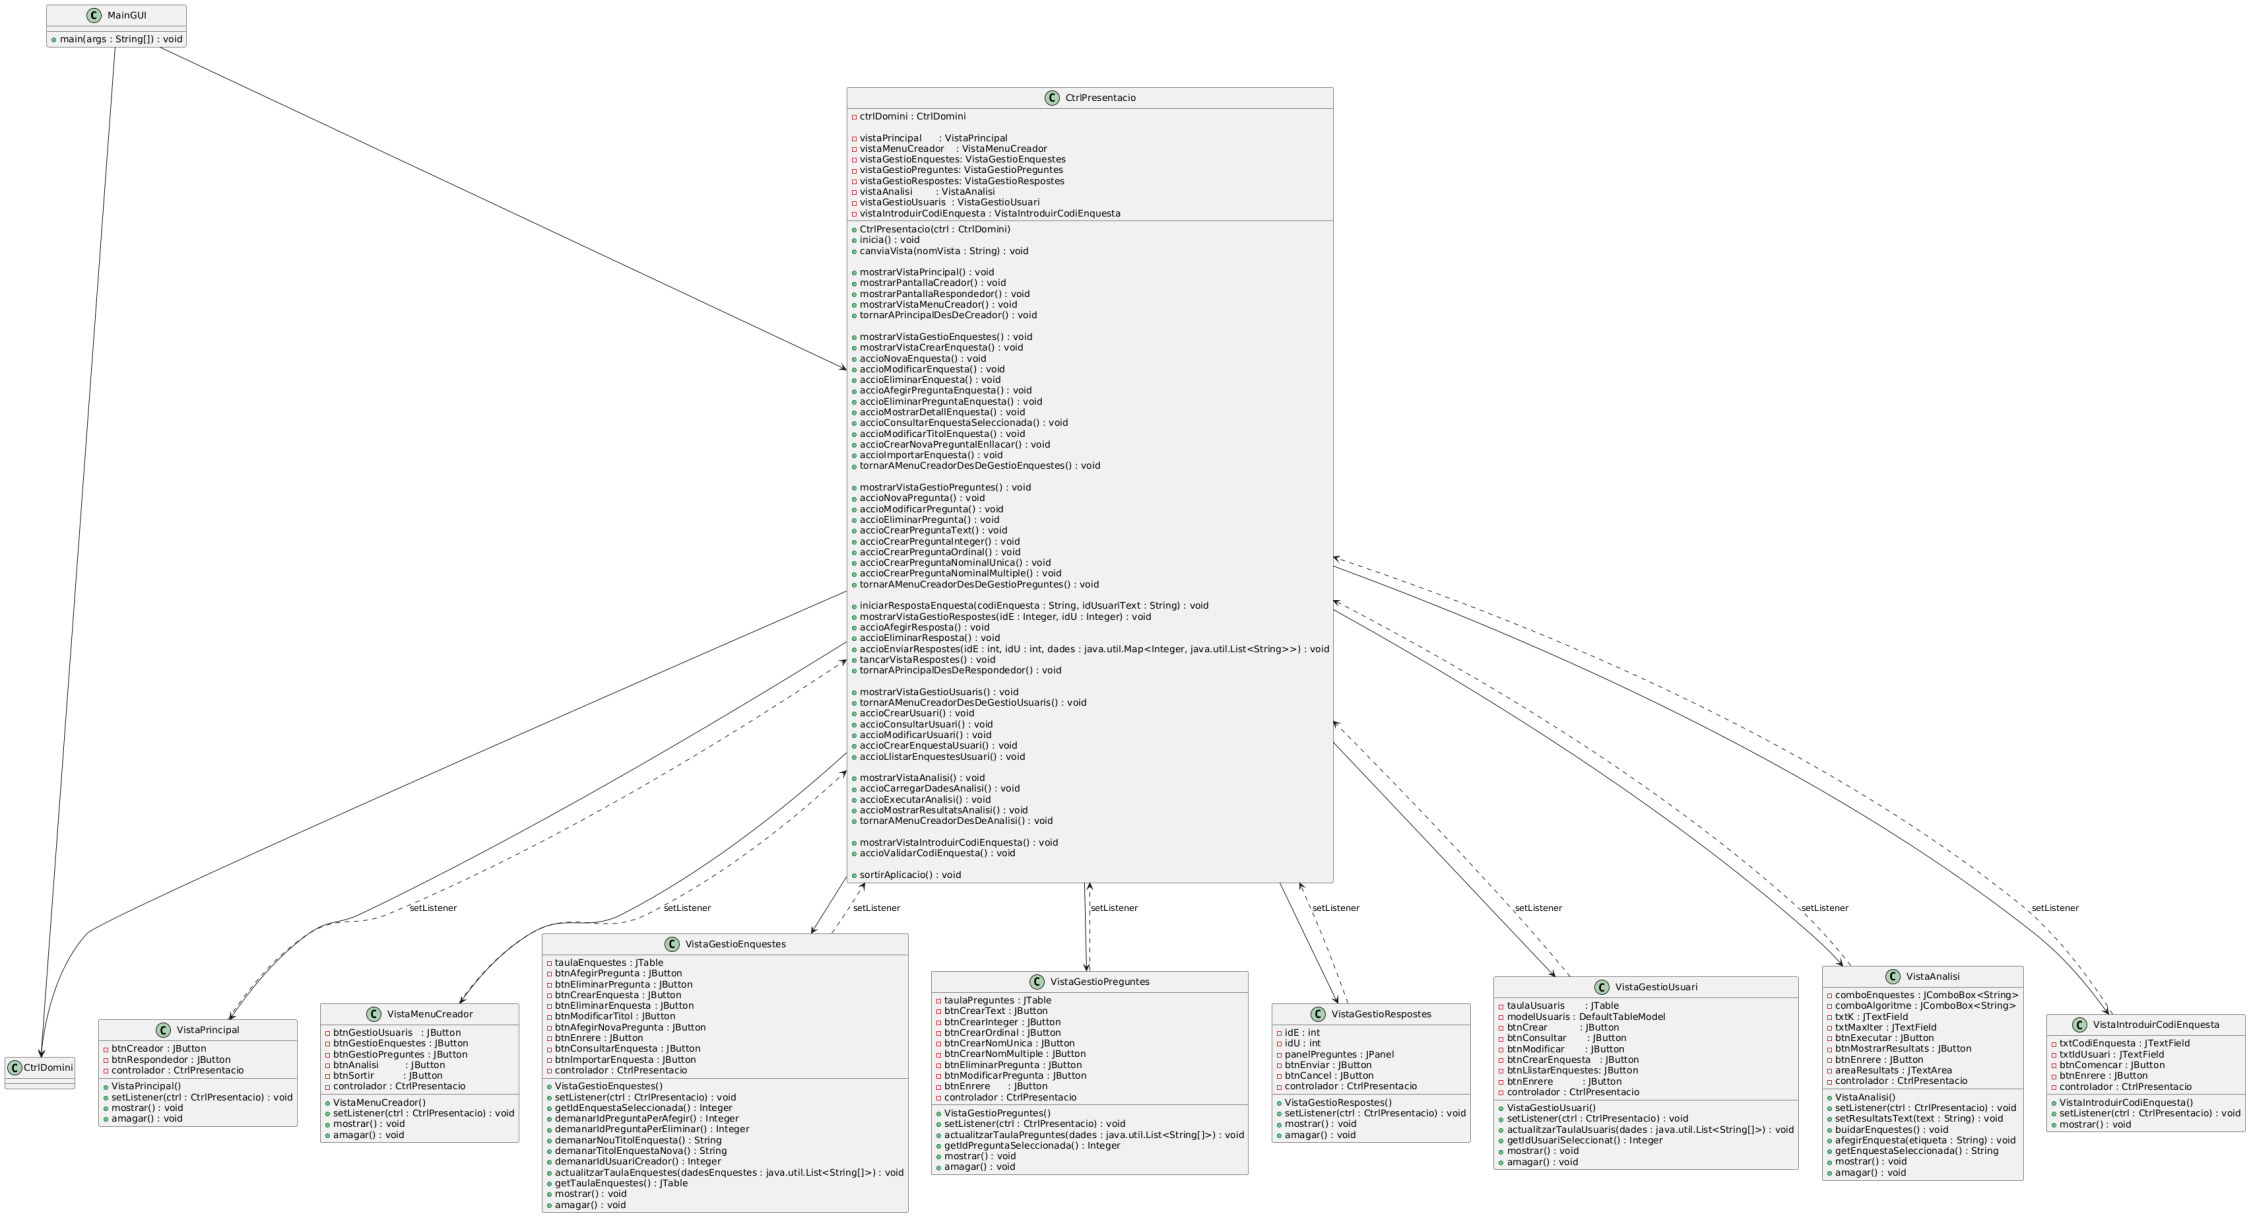 MainGUI
main(args : String[]) : void
CtrlPresentacio
ctrlDomini : CtrlDomini
vistaPrincipal : VistaPrincipal
vistaMenuCreador : VistaMenuCreador
vistaGestioEnquestes: VistaGestioEnquestes
vistaGestioPreguntes: VistaGestioPreguntes
vistaGestioRespostes: VistaGestioRespostes
vistaAnalisi : VistaAnalisi
vistaGestioUsuaris : VistaGestioUsuari
vistaIntroduirCodiEnquesta : VistaIntroduirCodiEnquesta
CtrlPresentacio(ctrl : CtrlDomini)
inicia() : void
canviaVista(nomVista : String) : void
mostrarVistaPrincipal() : void
mostrarPantallaCreador() : void
mostrarPantallaRespondedor() : void
mostrarVistaMenuCreador() : void
tornarAPrincipalDesDeCreador() : void
mostrarVistaGestioEnquestes() : void
mostrarVistaCrearEnquesta() : void
accioNovaEnquesta() : void
accioModificarEnquesta() : void
accioEliminarEnquesta() : void
accioAfegirPreguntaEnquesta() : void
accioEliminarPreguntaEnquesta() : void
accioMostrarDetallEnquesta() : void
accioConsultarEnquestaSeleccionada() : void
accioModificarTitolEnquesta() : void
accioCrearNovaPreguntaIEnllacar() : void
accioImportarEnquesta() : void
tornarAMenuCreadorDesDeGestioEnquestes() : void
mostrarVistaGestioPreguntes() : void
accioNovaPregunta() : void
accioModificarPregunta() : void
accioEliminarPregunta() : void
accioCrearPreguntaText() : void
accioCrearPreguntaInteger() : void
accioCrearPreguntaOrdinal() : void
accioCrearPreguntaNominalUnica() : void
accioCrearPreguntaNominalMultiple() : void
tornarAMenuCreadorDesDeGestioPreguntes() : void
iniciarRespostaEnquesta(codiEnquesta : String, idUsuariText : String) : void
mostrarVistaGestioRespostes(idE : Integer, idU : Integer) : void
accioAfegirResposta() : void
accioEliminarResposta() : void
accioEnviarRespostes(idE : int, idU : int, dades : java.util.Map<Integer, java.util.List<String>>) : void
tancarVistaRespostes() : void
tornarAPrincipalDesDeRespondedor() : void
mostrarVistaGestioUsuaris() : void
tornarAMenuCreadorDesDeGestioUsuaris() : void
accioCrearUsuari() : void
accioConsultarUsuari() : void
accioModificarUsuari() : void
accioCrearEnquestaUsuari() : void
accioLlistarEnquestesUsuari() : void
mostrarVistaAnalisi() : void
accioCarregarDadesAnalisi() : void
accioExecutarAnalisi() : void
accioMostrarResultatsAnalisi() : void
tornarAMenuCreadorDesDeAnalisi() : void
mostrarVistaIntroduirCodiEnquesta() : void
accioValidarCodiEnquesta() : void
sortirAplicacio() : void
setListener
setListener
setListener
setListener
setListener
setListener
setListener
setListener
CtrlDomini
VistaPrincipal
btnCreador : JButton
btnRespondedor : JButton
controlador : CtrlPresentacio
VistaPrincipal()
setListener(ctrl : CtrlPresentacio) : void
mostrar() : void
amagar() : void
VistaMenuCreador
btnGestioUsuaris : JButton
btnGestioEnquestes : JButton
btnGestioPreguntes : JButton
btnAnalisi : JButton
btnSortir : JButton
controlador : CtrlPresentacio
VistaMenuCreador()
setListener(ctrl : CtrlPresentacio) : void
mostrar() : void
amagar() : void
VistaGestioEnquestes
taulaEnquestes : JTable
btnAfegirPregunta : JButton
btnEliminarPregunta : JButton
btnCrearEnquesta : JButton
btnEliminarEnquesta : JButton
btnModificarTitol : JButton
btnAfegirNovaPregunta : JButton
btnEnrere : JButton
btnConsultarEnquesta : JButton
btnImportarEnquesta : JButton
controlador : CtrlPresentacio
VistaGestioEnquestes()
setListener(ctrl : CtrlPresentacio) : void
getIdEnquestaSeleccionada() : Integer
demanarIdPreguntaPerAfegir() : Integer
demanarIdPreguntaPerEliminar() : Integer
demanarNouTitolEnquesta() : String
demanarTitolEnquestaNova() : String
demanarIdUsuariCreador() : Integer
actualitzarTaulaEnquestes(dadesEnquestes : java.util.List<String[]>) : void
getTaulaEnquestes() : JTable
mostrar() : void
amagar() : void
VistaGestioPreguntes
taulaPreguntes : JTable
btnCrearText : JButton
btnCrearInteger : JButton
btnCrearOrdinal : JButton
btnCrearNomUnica : JButton
btnCrearNomMultiple : JButton
btnEliminarPregunta : JButton
btnModificarPregunta : JButton
btnEnrere : JButton
controlador : CtrlPresentacio
VistaGestioPreguntes()
setListener(ctrl : CtrlPresentacio) : void
actualitzarTaulaPreguntes(dades : java.util.List<String[]>) : void
getIdPreguntaSeleccionada() : Integer
mostrar() : void
amagar() : void
VistaGestioRespostes
idE : int
idU : int
panelPreguntes : JPanel
btnEnviar : JButton
btnCancel : JButton
controlador : CtrlPresentacio
VistaGestioRespostes()
setListener(ctrl : CtrlPresentacio) : void
mostrar() : void
amagar() : void
VistaGestioUsuari
taulaUsuaris : JTable
modelUsuaris : DefaultTableModel
btnCrear : JButton
btnConsultar : JButton
btnModificar : JButton
btnCrearEnquesta : JButton
btnLlistarEnquestes: JButton
btnEnrere : JButton
controlador : CtrlPresentacio
VistaGestioUsuari()
setListener(ctrl : CtrlPresentacio) : void
actualitzarTaulaUsuaris(dades : java.util.List<String[]>) : void
getIdUsuariSeleccionat() : Integer
mostrar() : void
amagar() : void
VistaAnalisi
comboEnquestes : JComboBox<String>
comboAlgoritme : JComboBox<String>
txtK : JTextField
txtMaxIter : JTextField
btnExecutar : JButton
btnMostrarResultats : JButton
btnEnrere : JButton
areaResultats : JTextArea
controlador : CtrlPresentacio
VistaAnalisi()
setListener(ctrl : CtrlPresentacio) : void
setResultatsText(text : String) : void
buidarEnquestes() : void
afegirEnquesta(etiqueta : String) : void
getEnquestaSeleccionada() : String
mostrar() : void
amagar() : void
VistaIntroduirCodiEnquesta
txtCodiEnquesta : JTextField
txtIdUsuari : JTextField
btnComencar : JButton
btnEnrere : JButton
controlador : CtrlPresentacio
VistaIntroduirCodiEnquesta()
setListener(ctrl : CtrlPresentacio) : void
mostrar() : void